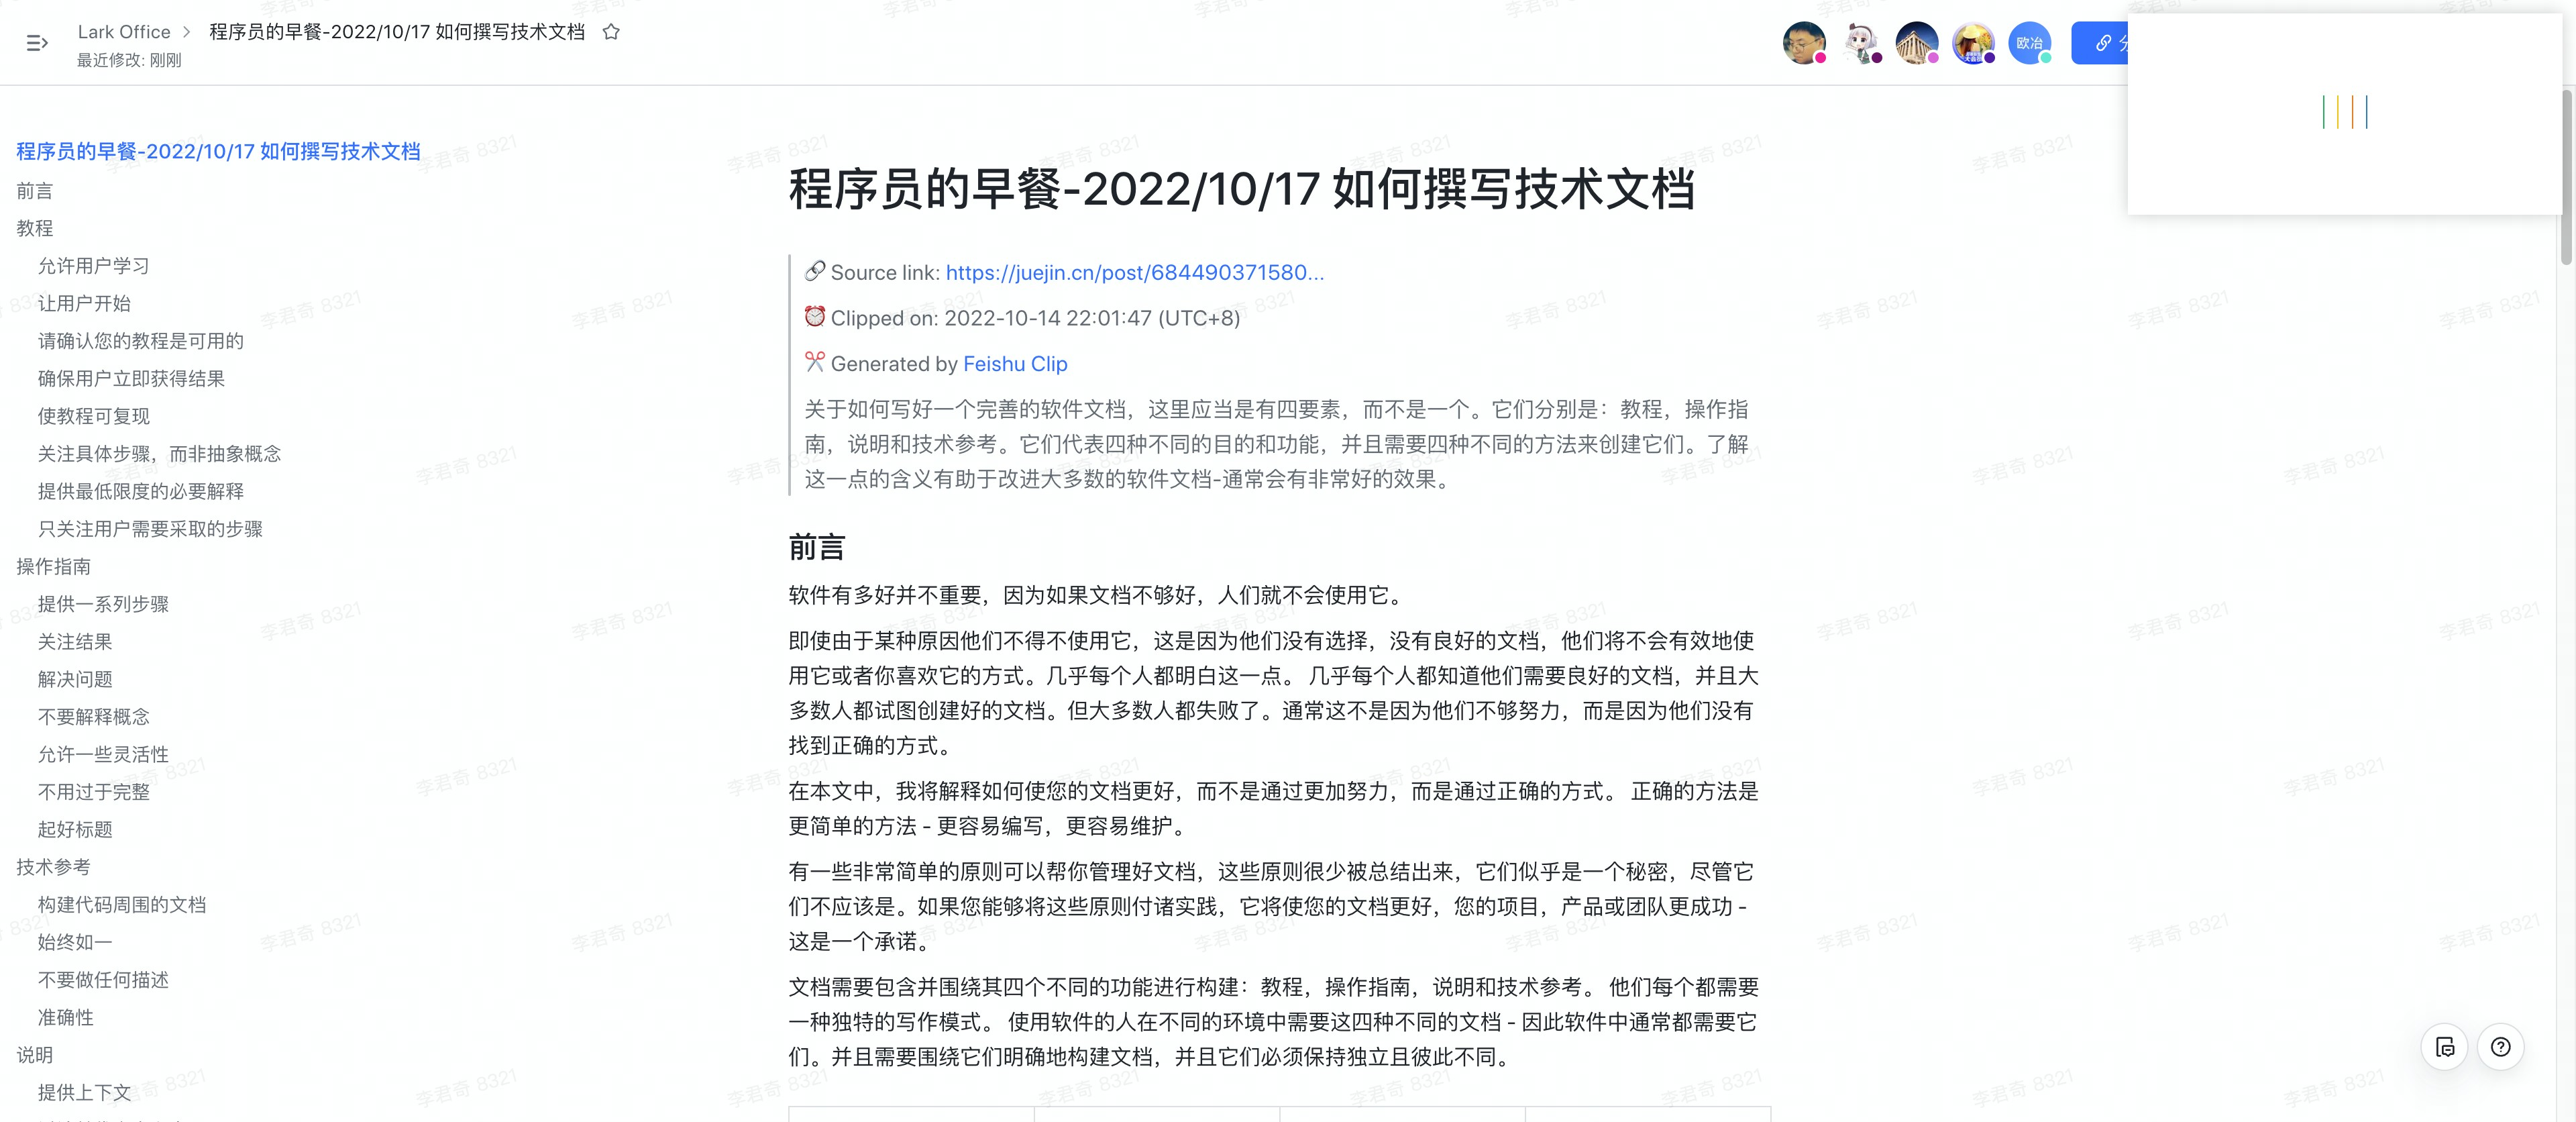 Lark Office > 程序员的早餐-2022/10/17 如何撰写技术文档
最近修改: 刚刚
欧冶
程序员的早餐-2022/10/17 如何撰写技术文档
前言
教程
允许用户学习
让用户开始
请确认您的教程是可用的
确保用户立即获得结果
使教程可复现
关注具体步骤，而非抽象概念
提供最低限度的必要解释
只关注用户需要采取的步骤
操作指南
提供一系列步骤
关注结果
解决问题
不要解释概念
允许一些灵活性
不用过于完整
起好标题
技术参考
构建代码周围的文档
始终如一
不要做任何描述
准确性
说明
提供上下文
程序员的早餐-2022/10/17 如何撰写技术文档
Source link: https://juejin.cn/post/684490371580...
Clipped on: 2022-10-14 22:01:47 (UTC+8)
Generated by Feishu Clip
关于如何写好一个完善的软件文档，这里应当是有四要素，而不是一个。它们分别是：教程，操作指
南，说明和技术参考。它们代表四种不同的目的和功能，并且需要四种不同的方法来创建它们。了解
这一点的含义有助于改进大多数的软件文档-通常会有非常好的效果。
前言
软件有多好并不重要，因为如果文档不够好，人们就不会使用它。
即使由于某种原因他们不得不使用它，这是因为他们没有选择，没有良好的文档，他们将不会有效地使
用它或者你喜欢它的方式。几乎每个人都明白这一点。 几乎每个人都知道他们需要良好的文档，并且大
多数人都试图创建好的文档。但大多数人都失败了。通常这不是因为他们不够努力，而是因为他们没有
找到正确的方式。
在本文中，我将解释如何使您的文档更好，而不是通过更加努力，而是通过正确的方式。 正确的方法是
更简单的方法 - 更容易编写，更容易维护。
有一些非常简单的原则可以帮你管理好文档，这些原则很少被总结出来，它们似乎是一个秘密，尽管它
们不应该是。如果您能够将这些原则付诸实践，它将使您的文档更好，您的项目，产品或团队更成功 -
这是一个承诺。
文档需要包含并围绕其四个不同的功能进行构建：教程，操作指南，说明和技术参考。 他们每个都需要
一种独特的写作模式。 使用软件的人在不同的环境中需要这四种不同的文档 - 因此软件中通常都需要它
们。并且需要围绕它们明确地构建文档，并且它们必须保持独立且彼此不同。
李君奇 8321